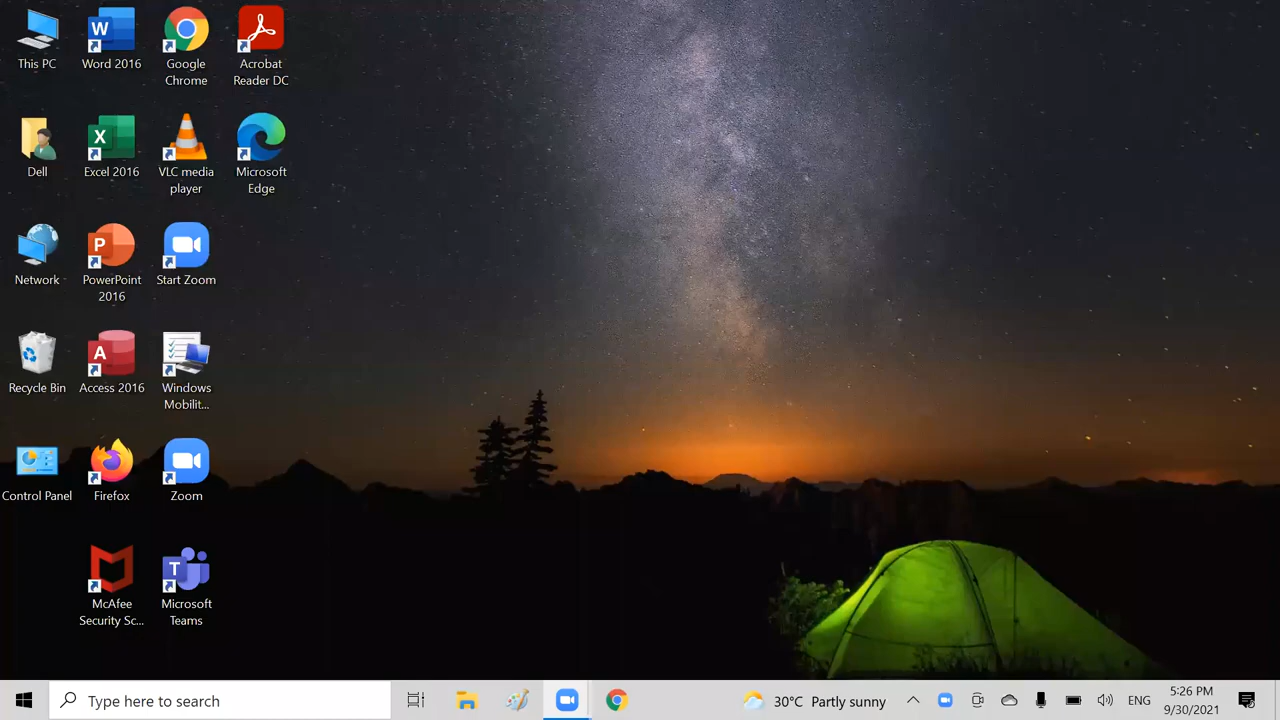 This PC
Word 2016
Google
Chrome
Acrobat
Reader DC
Dell
Excel 2016
VLC media
player
Microsoft
Edge
Network
PowerPoint
2016
Start Zoom
Recycle Bin
Access 2016
Windows
Mobilit...
Control Panel
Firefox
Zoom
McAfee
Security Sc...
Microsoft
Teams
Type here to search
30°C Partly sunny
ENG
5:26 PM
9/30/2021